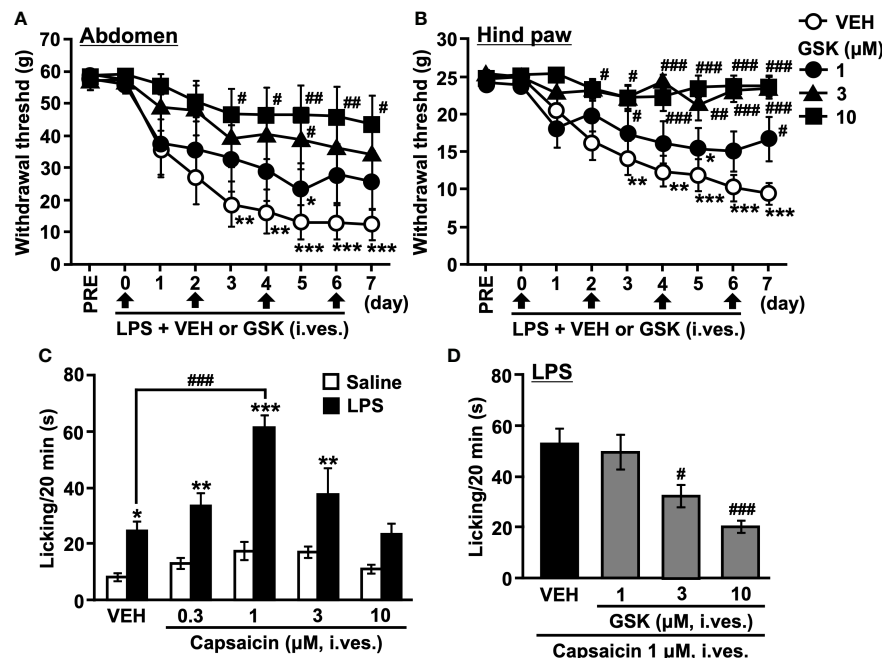 A
Abdomen
Withdrawal threshd (g)
70
60
50
40
30
20
10
0
# # ## ## #
#
*
** ** *** *** ***
PRE 0 1 2 3 4 5 6 7
(day)
LPS + VEH or GSK (i.ves.)
B
Hind paw
Withdrawal threshd (g)
30
25
20
15
10
5
0
# # ### ### ### ###
# ### ## ### ###
* #
** ** *** *** ***
PRE 0 1 2 3 4 5 6 7
(day)
LPS + VEH or GSK (i.ves.)
VEH
GSK (µM)
1
3
10
C
Licking/20 min (s)
80
60
40
20
0
###
Saline
LPS
* ** *** **
VEH 0.3 1 3 10
Capsaicin (µM, i.ves.)
D
LPS
Licking/20 min (s)
80
60
40
20
0
# ###
VEH 1 3 10
GSK (µM, i.ves.)
Capsaicin 1 µM, i.ves.